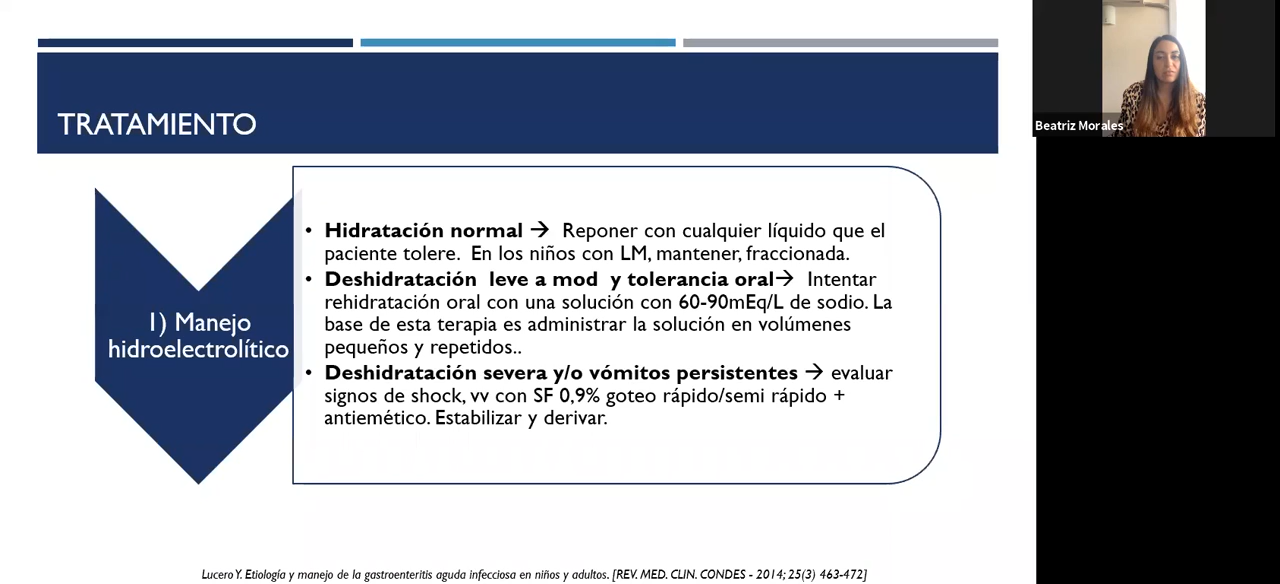 TRATAMIENTO
Beatriz Morales
1) Manejo
hidroelectrolítico
• Hidratación normal → Reponer con cualquier líquido que el
paciente tolere. En los niños con LM, mantener, fraccionada.
• Deshidratación leve a mod y tolerancia oral→ Intentar
rehidratación oral con una solución con 60-90mEq/L de sodio. La
base de esta terapia es administrar la solución en volúmenes
pequeños y repetidos..
• Deshidratación severa y/o vómitos persistentes → evaluar
signos de shock, vv con SF 0,9% goteo rápido/semi rápido +
antiemético. Estabilizar y derivar.
Lucero Y. Etiología y manejo de la gastroenteritis aguda infecciosa en niños y adultos. [REV. MED. CLIN. CONDES - 2014; 25(3) 463-472]